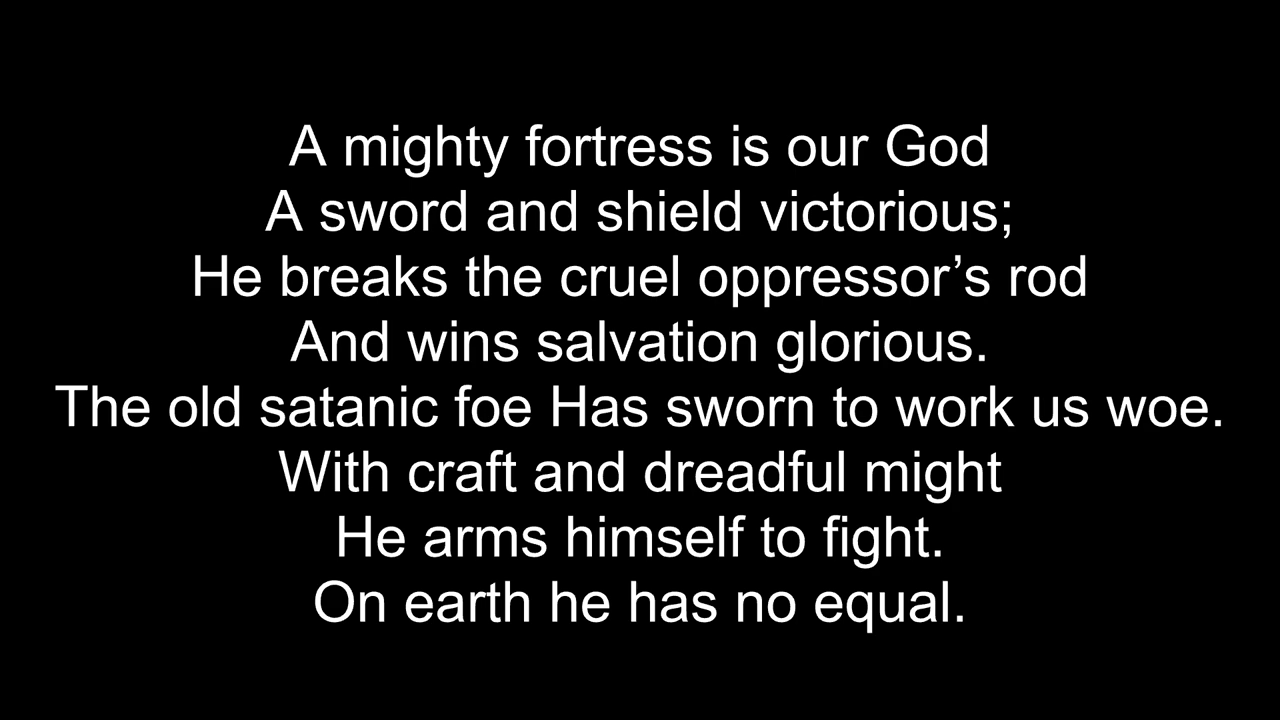 A mighty fortress is our God
A sword and shield victorious;
He breaks the cruel oppressor’s rod
And wins salvation glorious.
The old satanic foe Has sworn to work us woe.
With craft and dreadful might
He arms himself to fight.
On earth he has no equal.